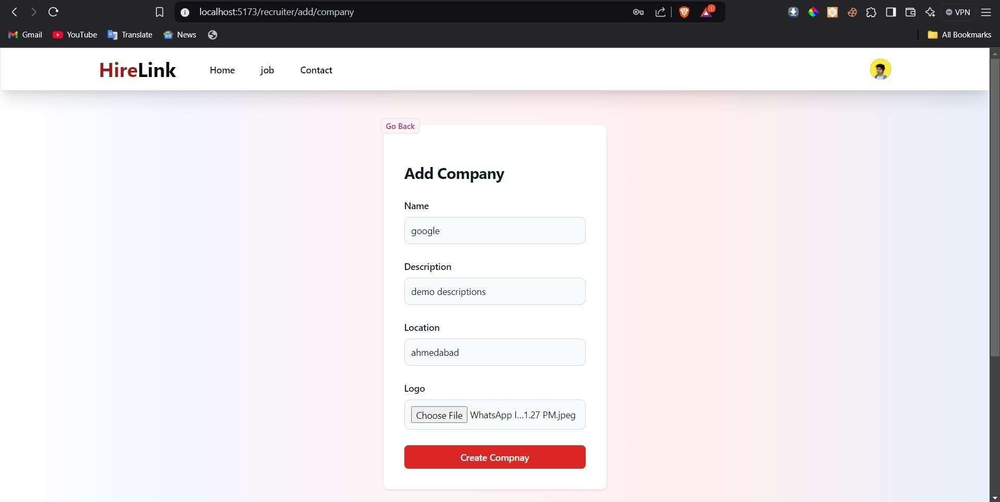 localhost:5173/recruiter/add/company
1
VPN
Gmail YouTube Translate News All Bookmarks
HireLink Home job Contact
Go Back
Add Company
Name
google
Description
demo descriptions
Location
ahmedabad
Logo
Choose File WhatsApp I...1.27 PM.jpeg
Create Compnay